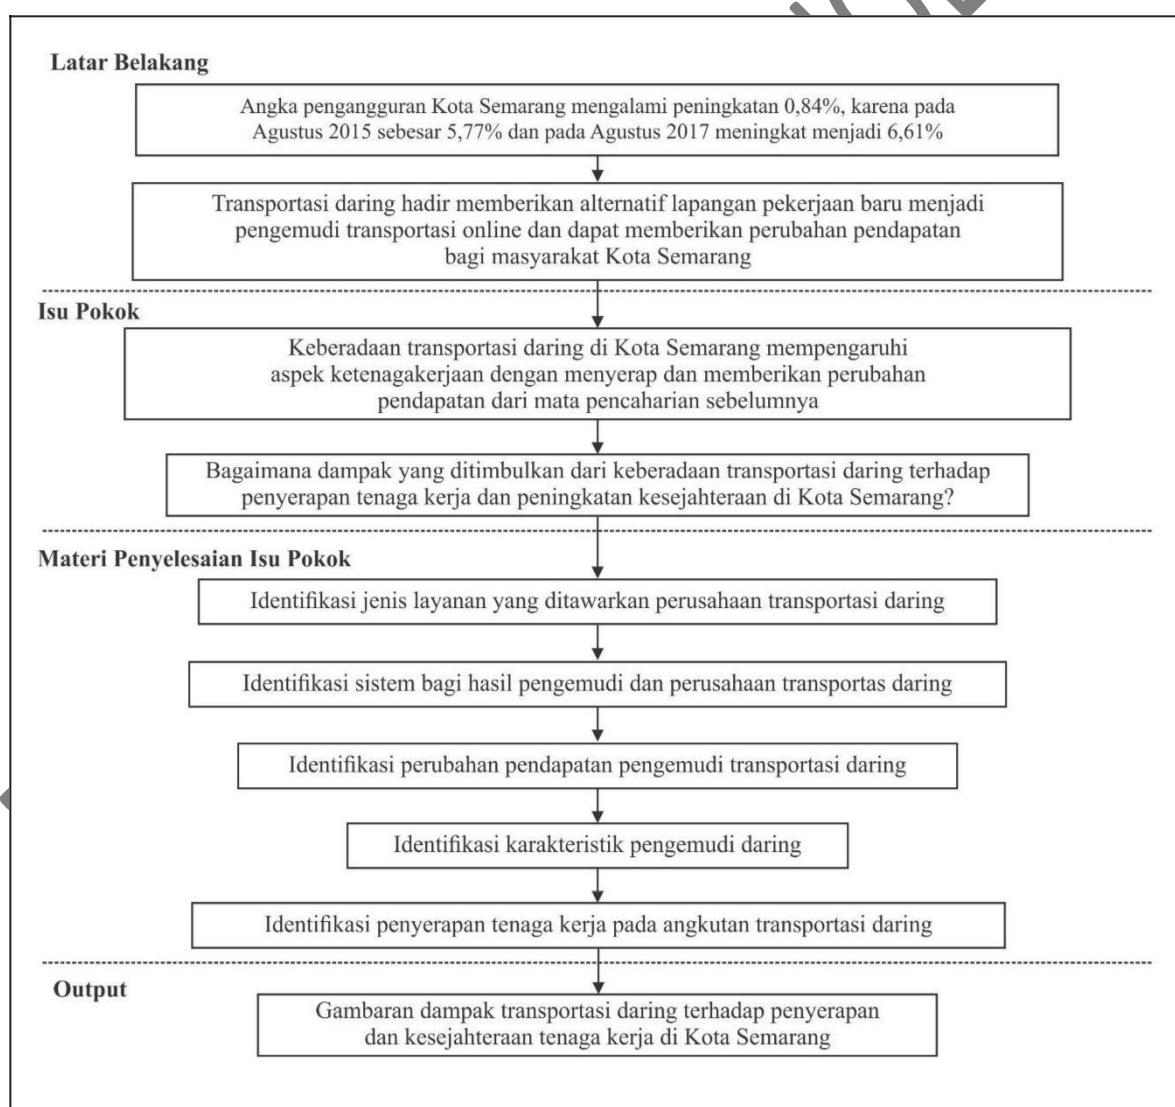 Latar Belakang
Angka pengangguran Kota Semarang mengalami peningkatan 0,84%, karena pada
Agustus 2015 sebesar 5,77% dan pada Agustus 2017 meningkat menjadi 6,61%
Transportasi daring hadir memberikan alternatif lapangan pekerjaan baru menjadi
pengemudi transportasi online dan dapat memberikan perubahan pendapatan
bagi masyarakat Kota Semarang
Isu Pokok
Keberadaan transportasi daring di Kota Semarang mempengaruhi
aspek ketenagakerjaan dengan menyerap dan memberikan perubahan
pendapatan dari mata pencaharian sebelumnya
Bagaimana dampak yang ditimbulkan dari keberadaan transportasi daring terhadap
penyerapan tenaga kerja dan peningkatan kesejahteraan di Kota Semarang?
Materi Penyelesaian Isu Pokok
Identifikasi jenis layanan yang ditawarkan perusahaan transportasi daring
Identifikasi sistem bagi hasil pengemudi dan perusahaan transportas daring
Identifikasi perubahan pendapatan pengemudi transportasi daring
Identifikasi karakteristik pengemudi daring
Identifikasi penyerapan tenaga kerja pada angkutan transportasi daring
Output
Gambaran dampak transportasi daring terhadap penyerapan
dan kesejahteraan tenaga kerja di Kota Semarang